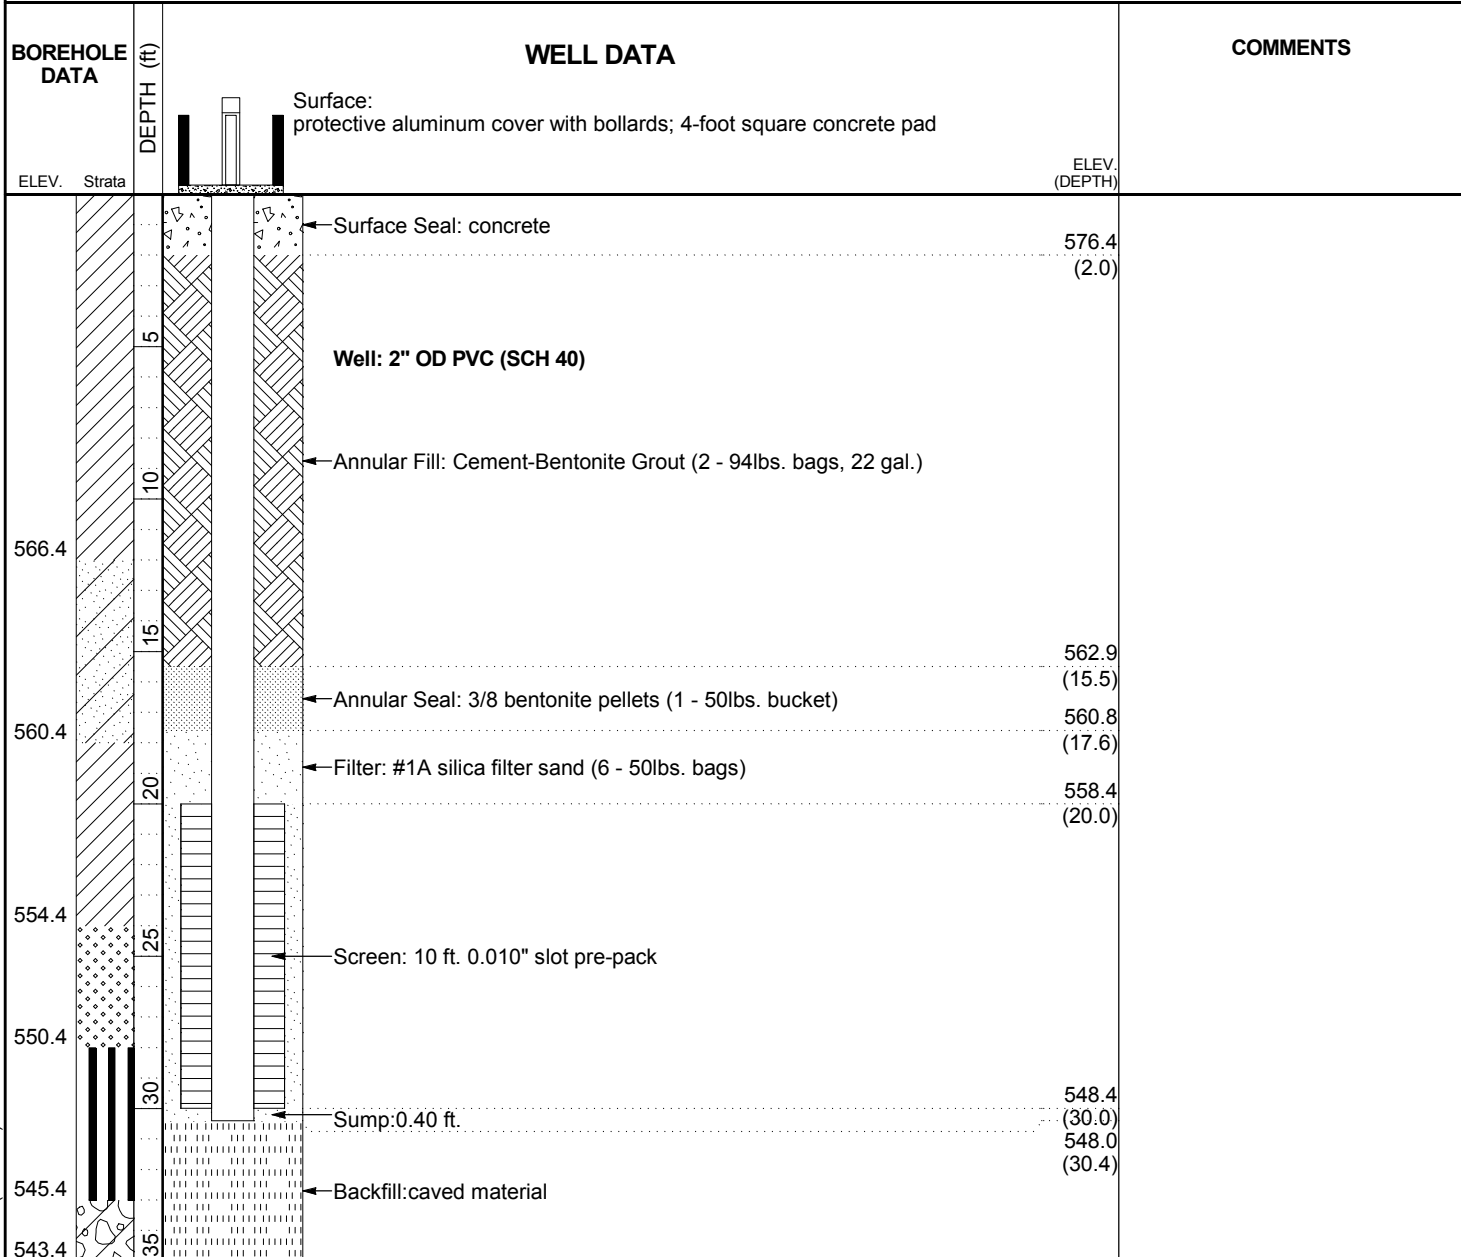 BOREHOLE
DATA
DEPTH (ft)
WELL DATA
COMMENTS
Surface:
protective aluminum cover with bollards; 4-foot square concrete pad
ELEV.
Strata
ELEV.
(DEPTH)
Surface Seal: concrete
576.4
(2.0)
5
Well: 2" OD PVC (SCH 40)
Annular Fill: Cement-Bentonite Grout (2 - 94lbs. bags, 22 gal.)
10
566.4
15
562.9
(15.5)
Annular Seal: 3/8 bentonite pellets (1 - 50lbs. bucket)
560.8
560.4
(17.6)
Filter: #1A silica filter sand (6 - 50lbs. bags)
20
558.4
(20.0)
554.4
25
Screen: 10 ft. 0.010" slot pre-pack
550.4
30
548.4
(30.0)
Sump:0.40 ft.
548.0
(30.4)
545.4
Backfill:caved material
543.4
35